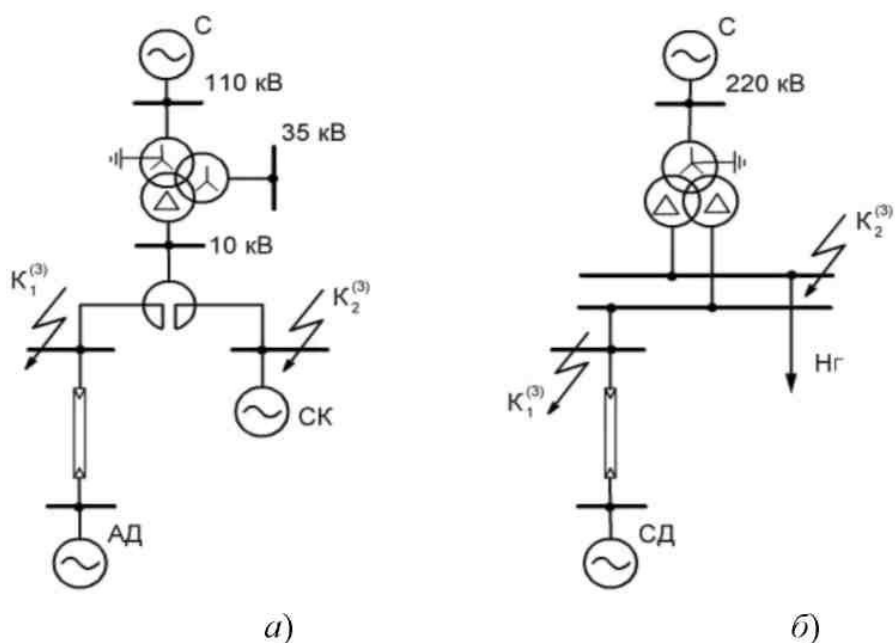 С
110 кВ
35 кВ
10 кВ
К₁⁽³⁾
К₂⁽³⁾
СК
АД
а)
С
220 кВ
К₂⁽³⁾
Нг
К₁⁽³⁾
СД
б)